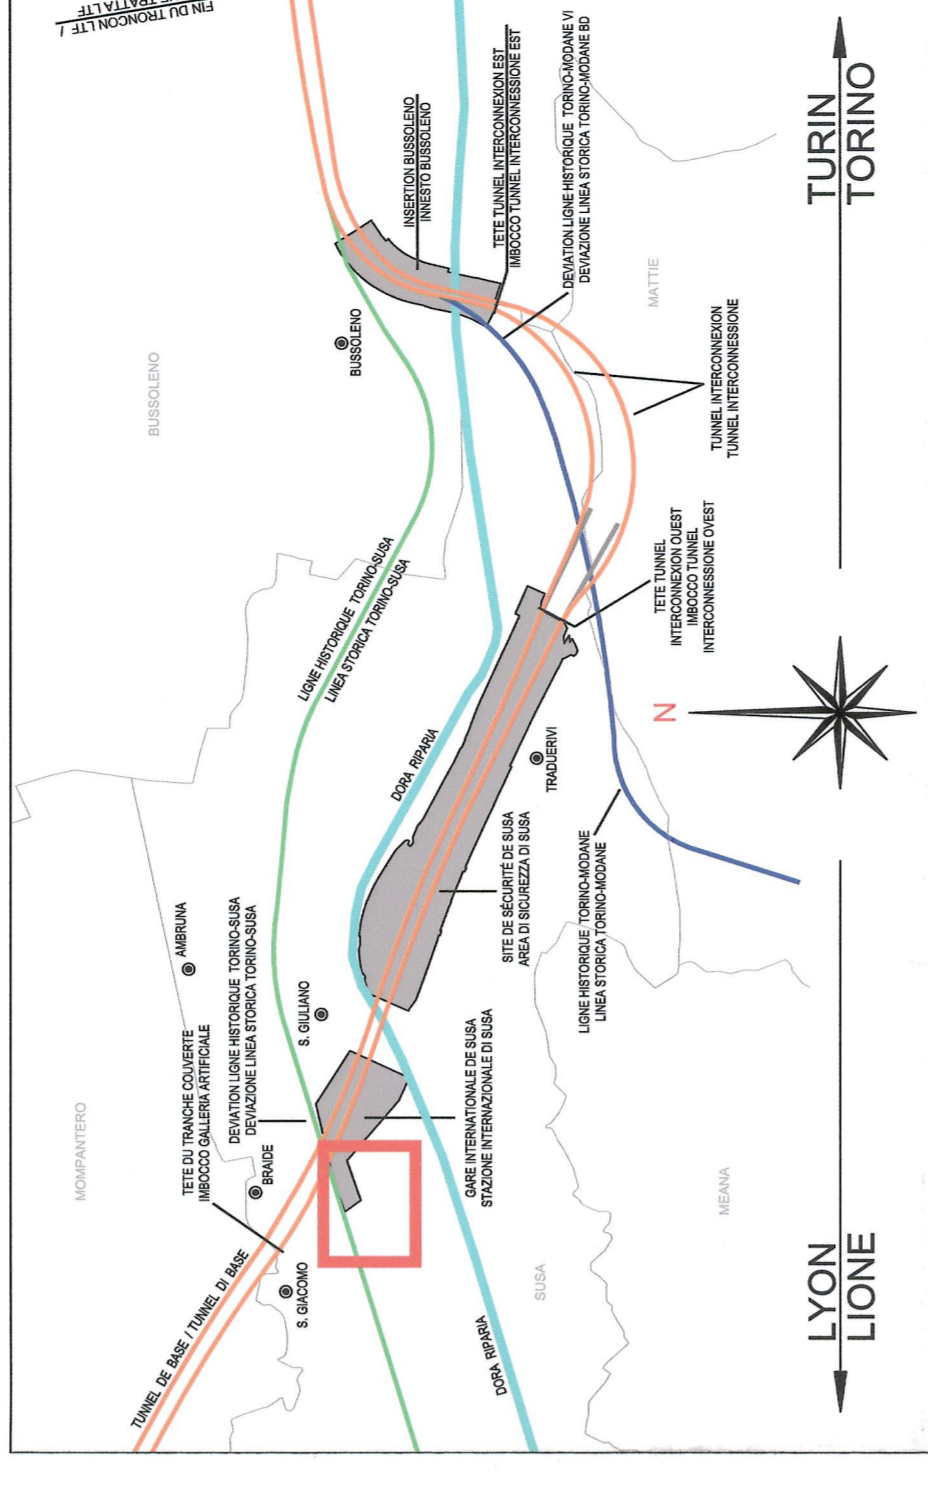 FIN DU TRONCON LTF /
TRATTA LTF
TETE TUNNEL INTERCONNEXION EST
IMBOCCO TUNNEL INTERCONNESSIONE EST
DEVIATION LIGNE HISTORIQUE TORINO-MODANE VI
DEVIAZIONE LINEA STORICA TORINO-MODANE BD
INSERTION BUSSOLENO
INNESTO BUSSOLENO
TURIN
TORINO
BUSSOLENO
BUSSOLENO
MATTIE
TUNNEL INTERCONNEXION
TUNNEL INTERCONNESSIONE
LIGNE HISTORIQUE TORINO-SUSA
LINEA STORICA TORINO-SUSA
TETE TUNNEL
INTERCONNEXION OUEST
IMBOCCO TUNNEL
INTERCONNESSIONE OVEST
N
DORA RIPARIA
TRADUERIVI
SITE DE SÉCURITÉ DE SUSA
AREA DI SICUREZZA DI SUSA
LIGNE HISTORIQUE TORINO-MODANE
LINEA STORICA TORINO-MODANE
AMBRUNA
S. GIULIANO
DEVIATION LIGNE HISTORIQUE TORINO-SUSA
DEVIAZIONE LINEA STORICA TORINO-SUSA
TETE DU TRANCHE COUVERTE
IMBOCCO GALLERIA ARTIFICIALE
MOMPANTERO
BRAIDE
GARE INTERNATIONALE DE SUSA
STAZIONE INTERNAZIONALE DI SUSA
MEANA
SUSA
S. GIACOMO
TUNNEL DE BASE / TUNNEL DI BASE
DORA RIPARIA
LYON
LIONE